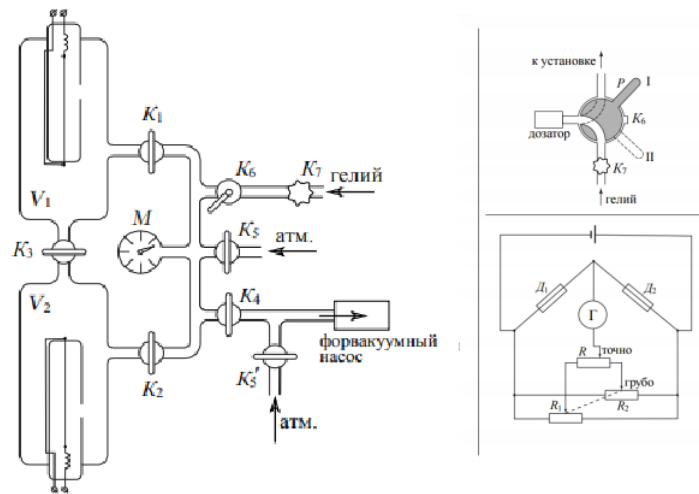 K₁
V₁
K₆
K₇
гелий
M
K₅
атм.
K₃
V₂
K₄
форвакуумный
насос
K₂
K₅'
атм.
к установке
P
I
дозатор
K₆
II
K₇
гелий
Д₁
Д₂
Г
R
точно
грубо
R₁
R₂